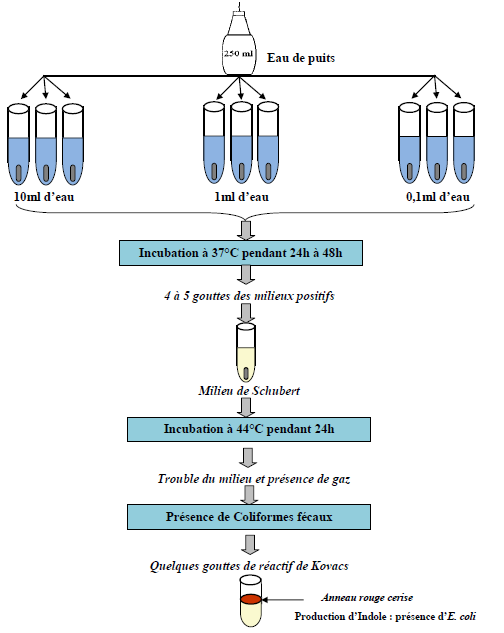 250 ml
Eau de puits
10ml d'eau
1ml d'eau
0,1ml d'eau
Incubation à 37°C pendant 24h à 48h
4 à 5 gouttes des milieux positifs
Milieu de Schubert
Incubation à 44°C pendant 24h
Trouble du milieu et présence de gaz
Présence de Coliformes fécaux
Quelques gouttes de réactif de Kovacs
Anneau rouge cerise
Production d'Indole : présence d'E. coli